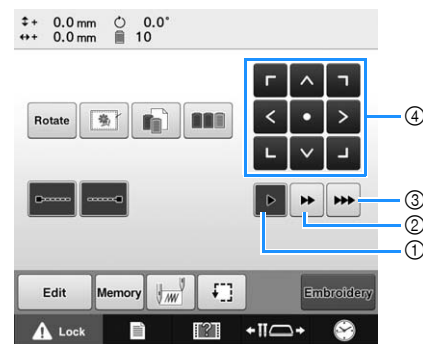 0.0 mm 0.0°
0.0 mm 10
Rotate
④
③
②
①
Edit Memory Embroidery
Lock